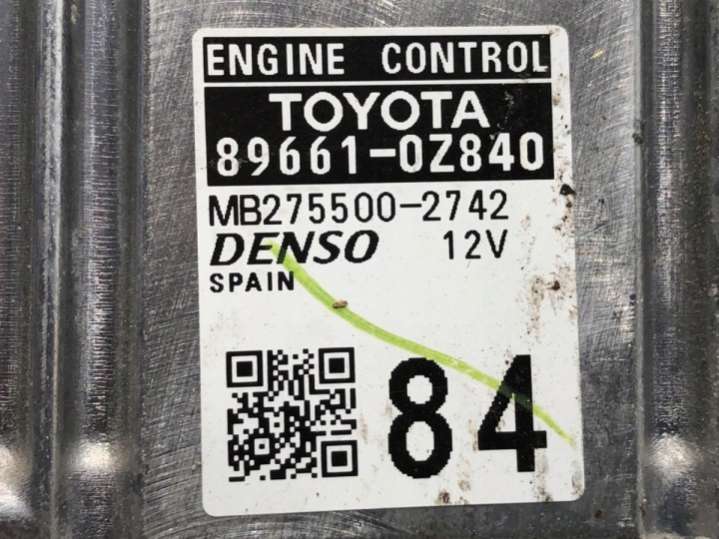 ENGINE CONTROL
TOYOTA
89661-0Z840
MB275500-2742
DENSO 12V
SPAIN
84